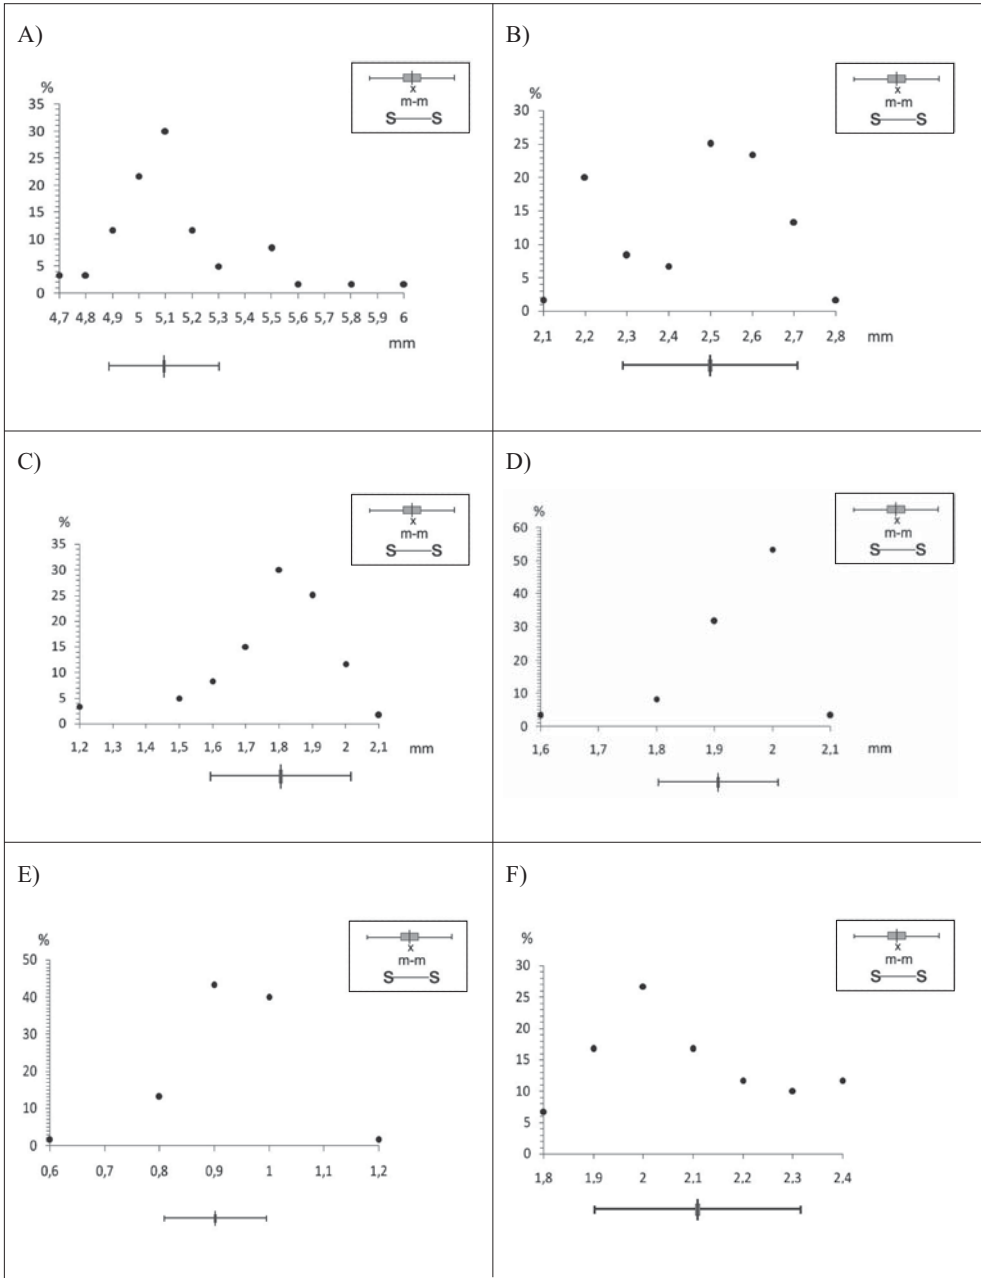 A)
x
m-m
S S
%
35
30
25
20
15
10
5
0
4,7 4,8 4,9 5 5,1 5,2 5,3 5,4 5,5 5,6 5,7 5,8 5,9 6
mm
B)
x
m-m
S S
%
30
25
20
15
10
5
0
2,1 2,2 2,3 2,4 2,5 2,6 2,7 2,8 mm
C)
x
m-m
S S
%
35
30
25
20
15
10
5
0
1,2 1,3 1,4 1,5 1,6 1,7 1,8 1,9 2 2,1 mm
D)
x
m-m
S S
%
60
50
40
30
20
10
0
1,6 1,7 1,8 1,9 2 2,1 mm
E)
x
m-m
S S
%
50
40
30
20
10
0
0,6 0,7 0,8 0,9 1 1,1 1,2
F)
x
m-m
S S
%
30
25
20
15
10
5
0
1,8 1,9 2 2,1 2,2 2,3 2,4